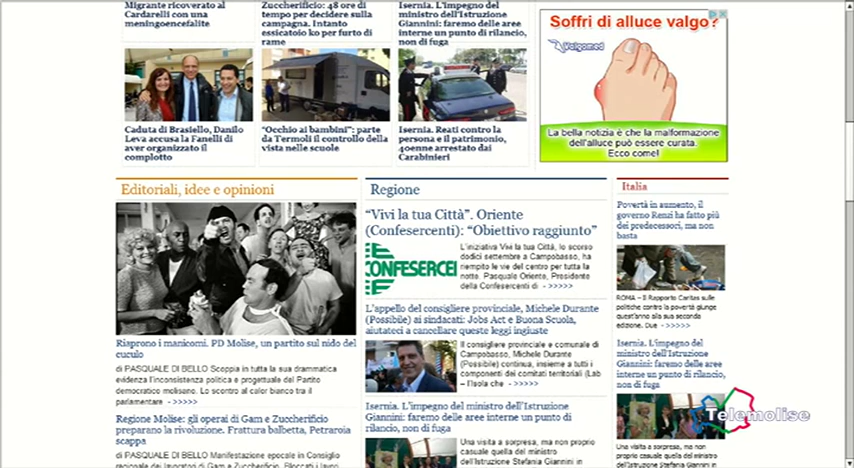 Migrante ricoverato al
Cardarelli con una
meningoencefalite
Zuccherificio: 48 ore di
tempo per decidere sulla
campagna. Intanto
essicatoio ko per furto di
rame
Isernia. L'impegno del
ministro dell'Istruzione
Giannini: faremo delle aree
interne un punto di rilancio,
non di fuga
Caduta di Brasiello, Danilo
Leva accusa la Fanelli di
aver organizzato il
complotto
"Occhio ai bambini": parte
da Termoli il controllo della
vista nelle scuole
Isernia. Reati contro la
persona e il patrimonio,
40enne arrestato dai
Carabinieri
Soffri di alluce valgo?
Valgomed
La bella notizia è che la malformazione
dell'alluce può essere curata.
Ecco come!
Editoriali, idee e opinioni
Riaprono i manicomi. PD Molise, un partito sul nido del
cuculo
di PASQUALE DI BELLO Scoppia in tutta la sua drammatica
evidenza l'inconsistenza politica e progettuale del Partito
democratico molisano. Lo scontro al calor bianco tra il
parlamentare - >>>>>
Regione Molise: gli operai di Gam e Zuccherificio
preparano la rivoluzione. Frattura balbetta, Petraroia
scappa
di PASQUALE DI BELLO Manifestazione epocale in Consiglio
regionale dei lavoratori di Gam e Zuccherificio. Bloccati i lavori
Regione
"Vivi la tua Città". Oriente
(Confesercenti): "Obiettivo raggiunto"
CONFESERCE
L'iniziativa Vivi la tua Città, lo scorso
dodici settembre a Campobasso, ha
riempito le vie del centro per tutta la
notte. Pasquale Oriente, Presidente
della Confesercenti di - >>>>>
L'appello del consigliere provinciale, Michele Durante
(Possibile) ai sindacati: Jobs Act e Buona Scuola,
aiutateci a cancellare queste leggi ingiuste
Il consigliere provinciale e comunale di
Campobasso, Michele Durante
(Possibile) continua, insieme a tutti i
componenti dei comitati territoriali (Lab
– L'Isola che - >>>>>
Isernia. L'impegno del ministro dell'Istruzione
Giannini: faremo delle aree interne un punto di rilancio,
non di fuga
Una visita a sorpresa, ma non proprio
casuale quella del ministro
dell'Istruzione Stefania Giannini in
Italia
Povertà in aumento, il
governo Renzi ha fatto più
dei predecessori, ma non
basta
ROMA – Il Rapporto Caritas sulle
politiche contro la povertà giunge
quest'anno alla sua seconda
edizione. Due - >>>>>
Isernia. L'impegno del
ministro dell'Istruzione
Giannini: faremo delle aree
interne un punto di rilancio,
non di fuga
Telemolise
Una visita a sorpresa, ma non
proprio casuale quella del ministro
dell'Istruzione Stefania Giannini in